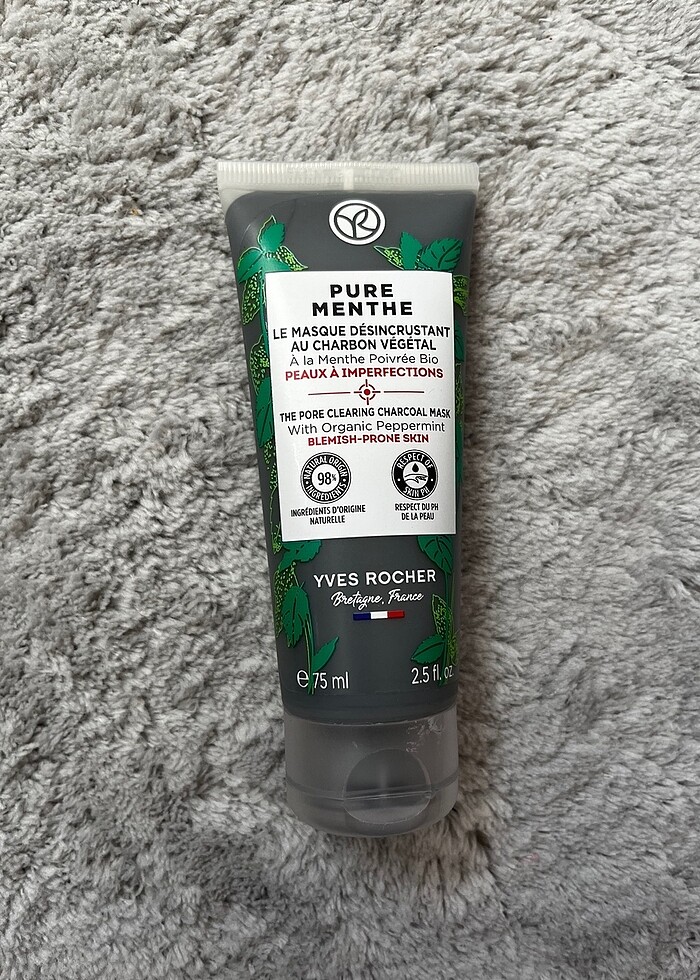 YR
PURE
MENTHE
LE MASQUE DÉSINCRUSTANT
AU CHARBON VÉGÉTAL
À la Menthe Poivrée Bio
PEAUX À IMPERFECTIONS
THE PORE CLEARING CHARCOAL MASK
With Organic Peppermint
BLEMISH-PRONE SKIN
NATURAL ORIGIN
98%
INGREDIENTS
RESPECT OF
SKIN PH
INGRÉDIENTS D'ORIGINE
NATURELLE
RESPECT DU PH
DE LA PEAU
YVES ROCHER
Bretagne, France
e 75 ml
2.5 fl. oz